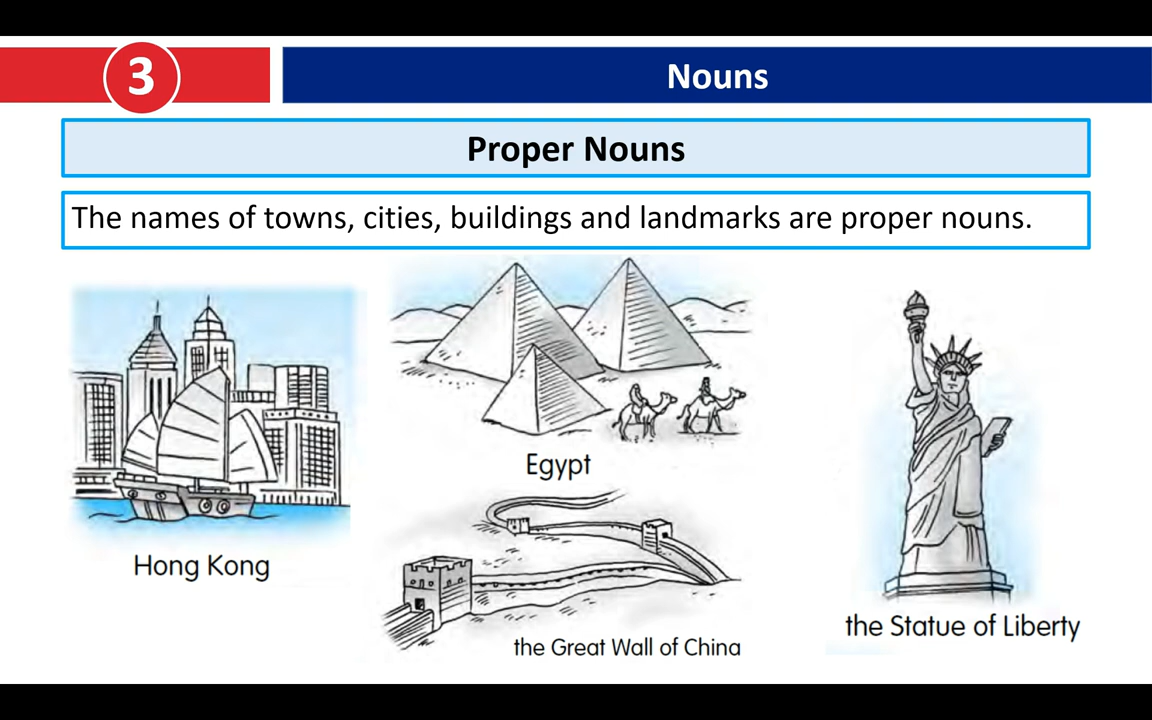 3
Nouns
Proper Nouns
The names of towns, cities, buildings and landmarks are proper nouns.
Hong Kong
Egypt
the Great Wall of China
the Statue of Liberty